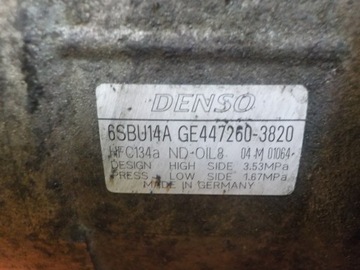 DENSO
6SBU14A GE447260-3820
HFC134a ND-OIL8 04 M 01064
DESIGN HIGH SIDE 3.53MPa
PRESS LOW SIDE 1.67MPa
MADE IN GERMANY